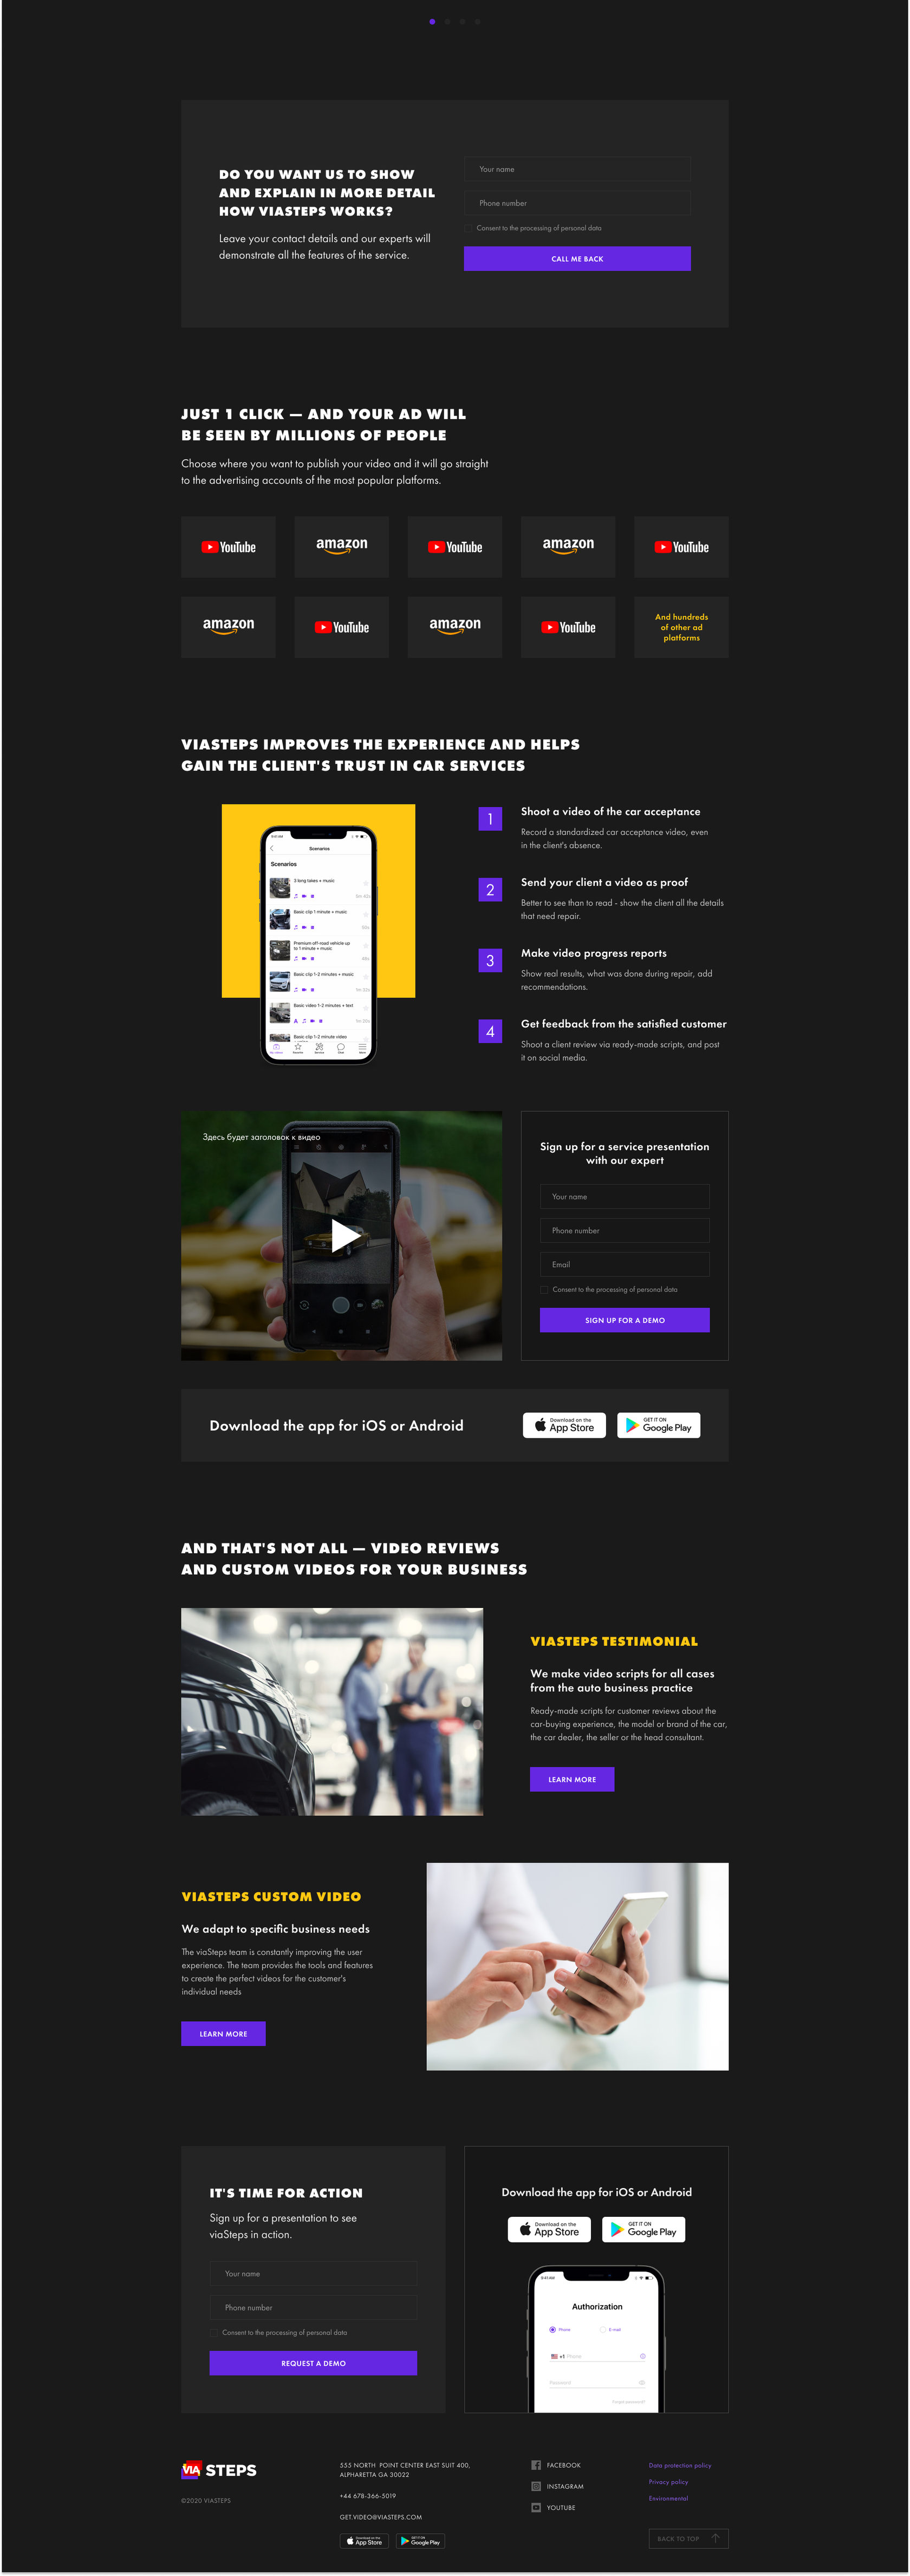 DO YOU WANT US TO SHOW
AND EXPLAIN IN MORE DETAIL
HOW VIASTEPS WORKS?
Leave your contact details and our experts will
demonstrate all the features of the service.
Your name
Phone number
Consent to the processing of personal data
CALL ME BACK
JUST 1 CLICK — AND YOUR AD WILL
BE SEEN BY MILLIONS OF PEOPLE
Choose where you want to publish your video and it will go straight
to the advertising accounts of the most popular platforms.
YouTube
amazon
YouTube
amazon
YouTube
amazon
YouTube
amazon
YouTube
And hundreds
of other ad
platforms
VIASTEPS IMPROVES THE EXPERIENCE AND HELPS
GAIN THE CLIENT'S TRUST IN CAR SERVICES
9:41 AM
Scenarios
Scenarios
3 long takes + music
Basic clip 1 minute + music
Premium off-road vehicle up
to 1 minute + music
Basic clip 1-2 minutes + music
Basic video 1-2 minutes + text
Basic clip 1-2 minute video
1
Shoot a video of the car acceptance
Record a standardized car acceptance video, even
in the client's absence.
2
Send your client a video as proof
Better to see than to read - show the client all the details
that need repair.
3
Make video progress reports
Show real results, what was done during repair, add
recommendations.
4
Get feedback from the satisfied customer
Shoot a client review via ready-made scripts, and post
it on social media.
Здесь будет заголовок к видео
Sign up for a service presentation
with our expert
Your name
Phone number
Email
Consent to the processing of personal data
SIGN UP FOR A DEMO
Download the app for iOS or Android
Download on the
App Store
GET IT ON
Google Play
AND THAT'S NOT ALL — VIDEO REVIEWS
AND CUSTOM VIDEOS FOR YOUR BUSINESS
VIASTEPS TESTIMONIAL
We make video scripts for all cases
from the auto business practice
Ready-made scripts for customer reviews about the
car-buying experience, the model or brand of the car,
the car dealer, the seller or the head consultant.
LEARN MORE
VIASTEPS CUSTOM VIDEO
We adapt to specific business needs
The viaSteps team is constantly improving the user
experience. The team provides the tools and features
to create the perfect videos for the customer's
individual needs
LEARN MORE
IT'S TIME FOR ACTION
Sign up for a presentation to see
viaSteps in action.
Your name
Phone number
Consent to the processing of personal data
REQUEST A DEMO
Download the app for iOS or Android
Download on the
App Store
GET IT ON
Google Play
9:41 AM
Authorization
Phone
E-mail
+1 Phone
Password
Forgot password?
VIA STEPS
©2020 VIASTEPS
555 NORTH POINT CENTER EAST SUIT 400,
ALPHARETTA GA 30022
+44 678-366-5019
GET.VIDEO@VIASTEPS.COM
Download on the
App Store
GET IT ON
Google Play
FACEBOOK
INSTAGRAM
YOUTUBE
Data protection policy
Privacy policy
Environmental
BACK TO TOP